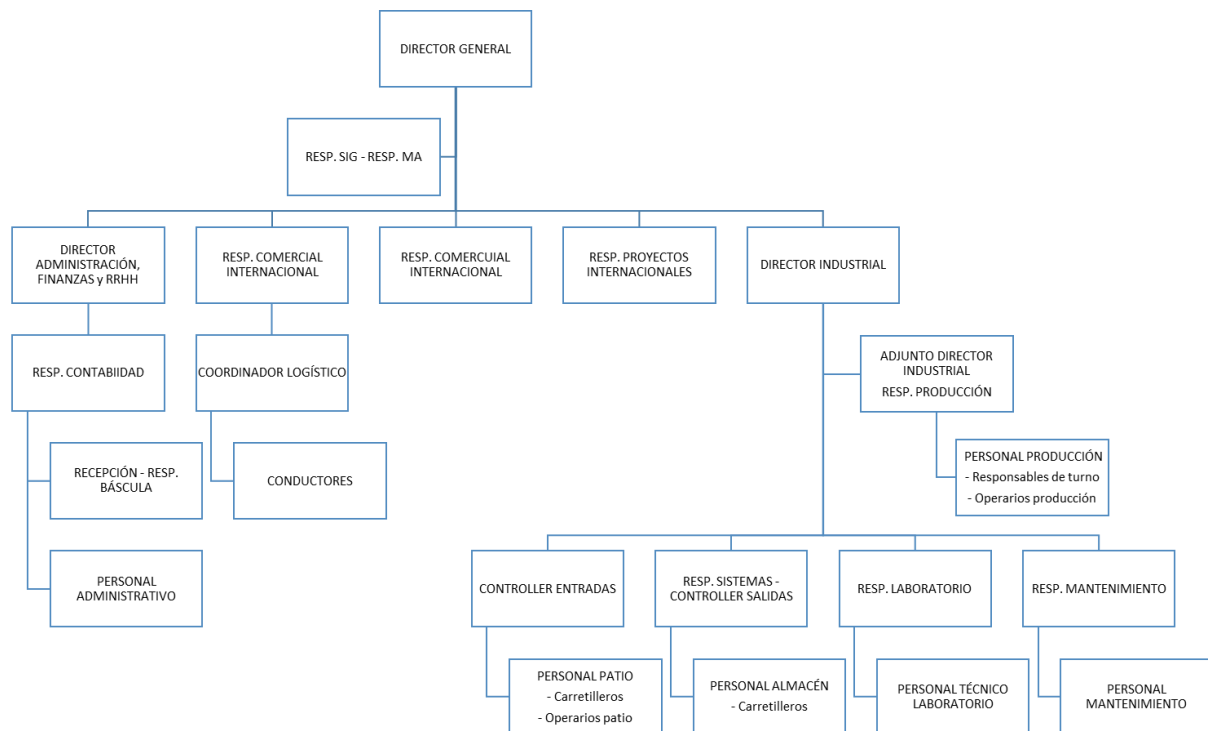 DIRECTOR GENERAL
RESP. SIG - RESP. MA
DIRECTOR
ADMINISTRACIÓN,
FINANZAS y RRHH
RESP. COMERCIAL
INTERNACIONAL
RESP. COMERCUIAL
INTERNACIONAL
RESP. PROYECTOS
INTERNACIONALES
DIRECTOR INDUSTRIAL
RESP. CONTABIIDAD
COORDINADOR LOGÍSTICO
ADJUNTO DIRECTOR
INDUSTRIAL
RESP. PRODUCCIÓN
RECEPCIÓN - RESP.
BÁSCULA
CONDUCTORES
PERSONAL PRODUCCIÓN
- Responsables de turno
- Operarios producción
PERSONAL
ADMINISTRATIVO
CONTROLLER ENTRADAS
RESP. SISTEMAS -
CONTROLLER SALIDAS
RESP. LABORATORIO
RESP. MANTENIMIENTO
PERSONAL PATIO
- Carretilleros
- Operarios patio
PERSONAL ALMACÉN
- Carretilleros
PERSONAL TÉCNICO
LABORATORIO
PERSONAL
MANTENIMIENTO